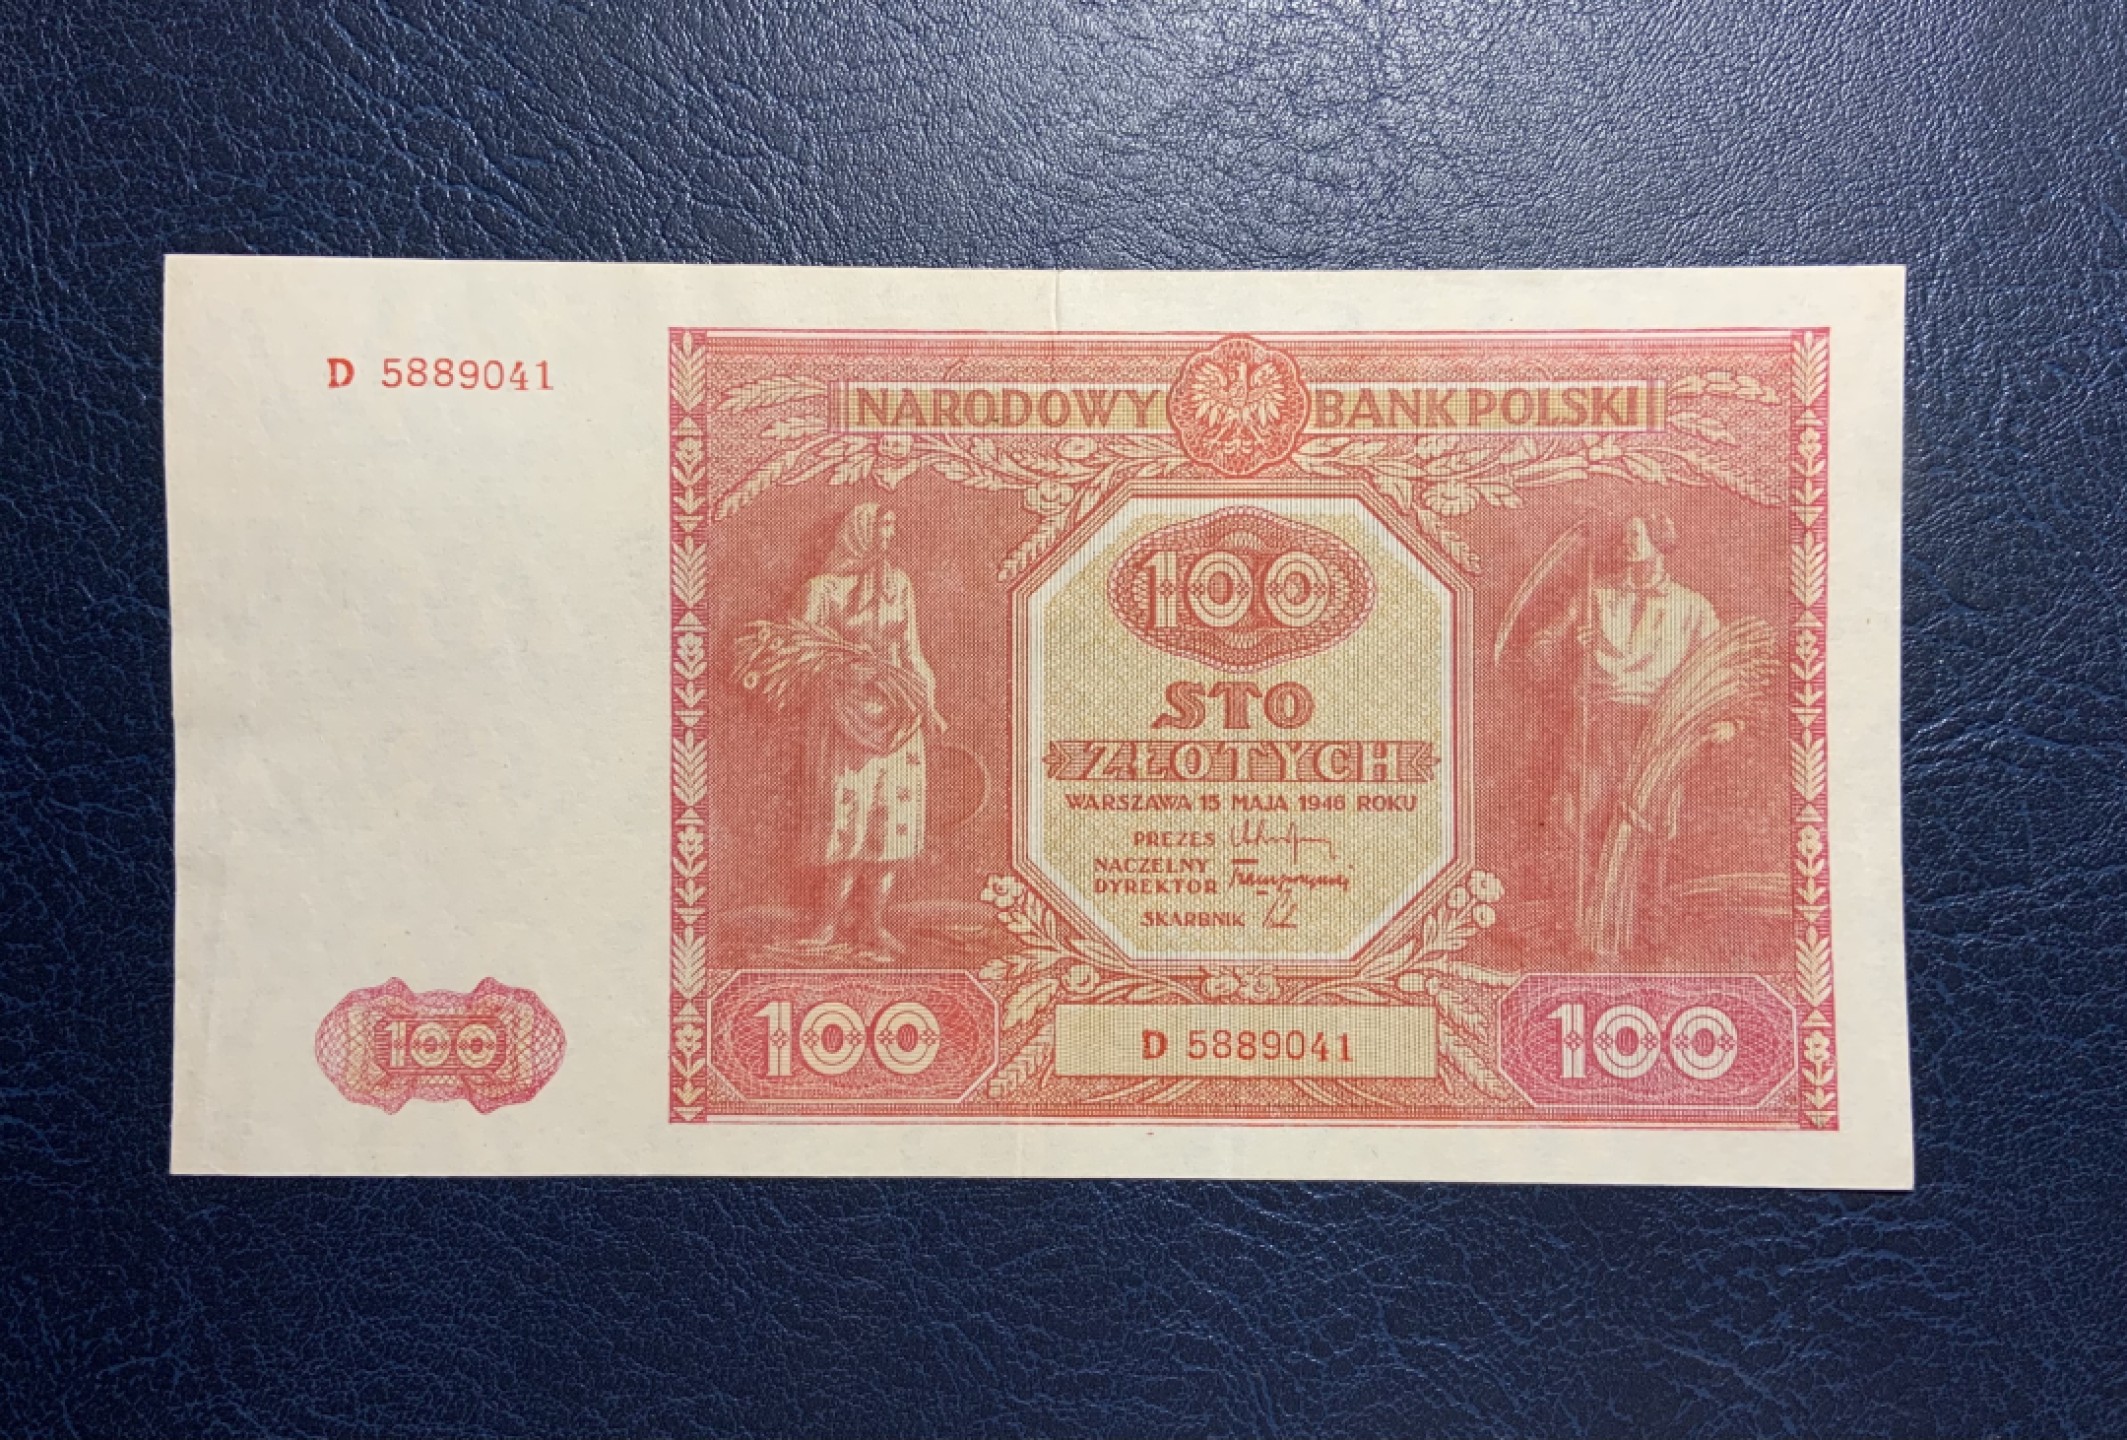 D 5889041
NARODOWY BANK POLSKI
100
STO
ZŁOTYCH
WARSZAWA 15 MAJA 1946 ROKU
PREZES
NACZELNY
DYREKTOR
SKARBNIK
100
100
D 5889041
100